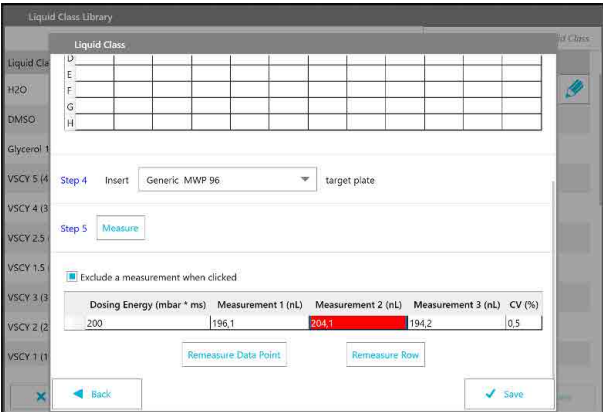 Liquid Class Library
Liquid Class
id Class
Liquid Cla
H2O
DMSO
Glycerol 1
VSCY 5 (4
VSCY 4 (3
VSCY 2.5
VSCY 1.5
VSCY 3 (3
VSCY 2 (2
VSCY 1 (1
D
E
F
G
H
Step 4 Insert Generic MWP 96 target plate
Step 5 Measure
Exclude a measurement when clicked
Dosing Energy (mbar * ms) Measurement 1 (nL) Measurement 2 (nL) Measurement 3 (nL) CV (%)
200 196,1 204,1 194,2 0,5
Remeasure Data Point Remeasure Row
Back Save